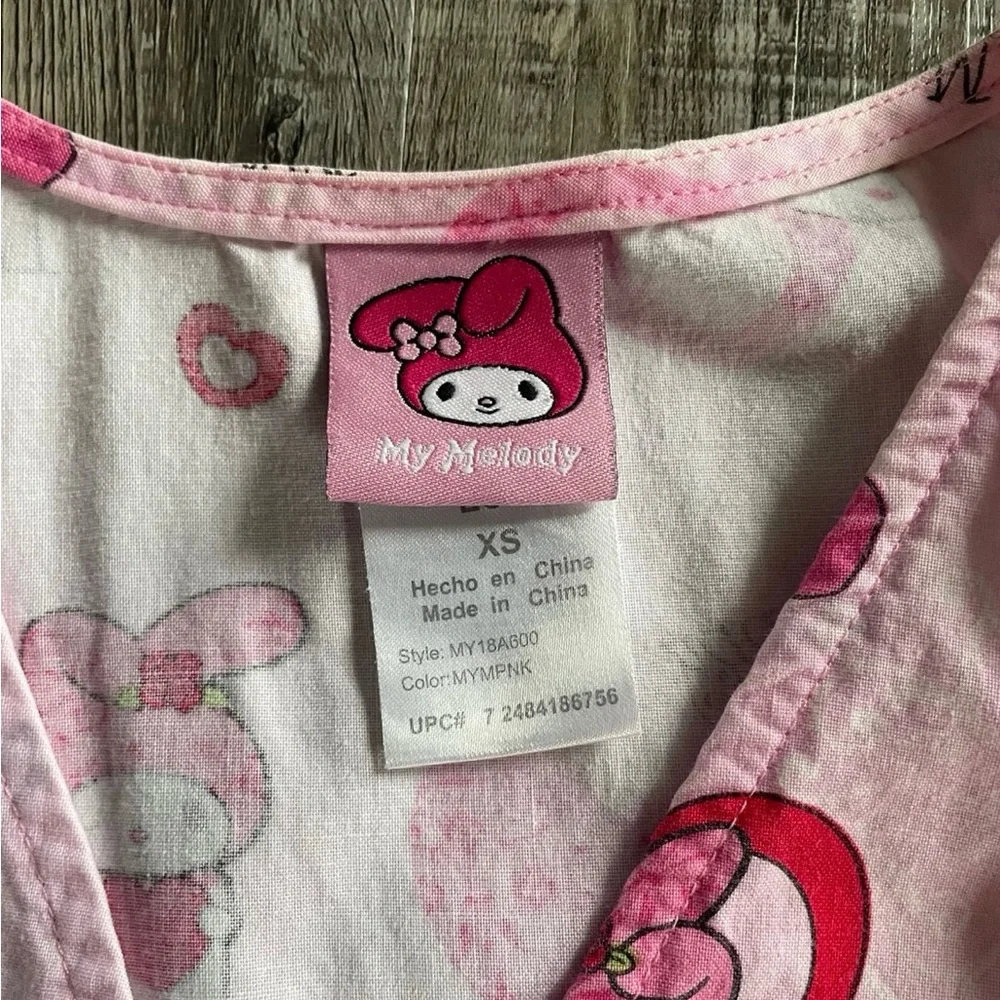 My Melody
XS
Hecho en China
Made in China
Style: MY18A600
Color:MYMPNK
UPC# 7 2484186756